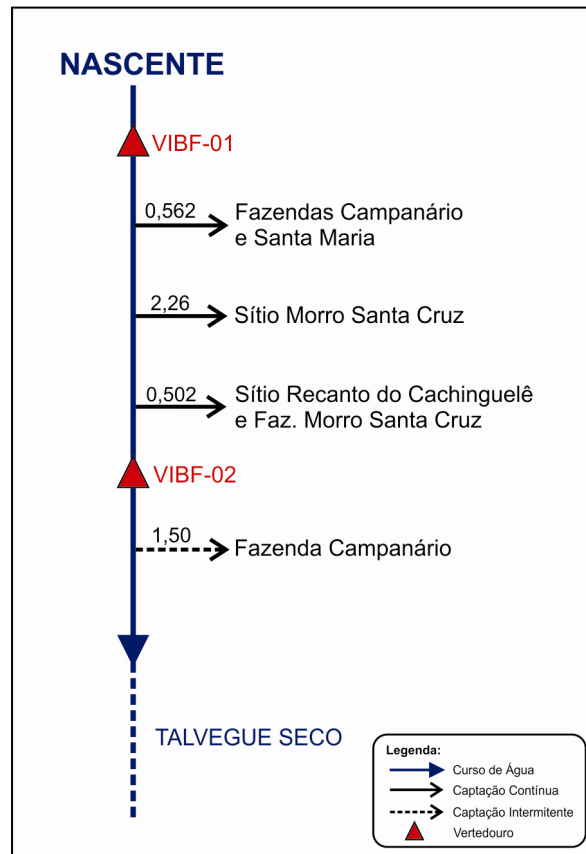 NASCENTE
VIBF-01
0,562
Fazendas Campanário
e Santa Maria
2,26
Sítio Morro Santa Cruz
0,502
Sítio Recanto do Cachinguelê
e Faz. Morro Santa Cruz
VIBF-02
1,50
Fazenda Campanário
TALVEGUE SECO
Legenda:
Curso de Água
Captação Contínua
Captação Intermitente
Vertedouro